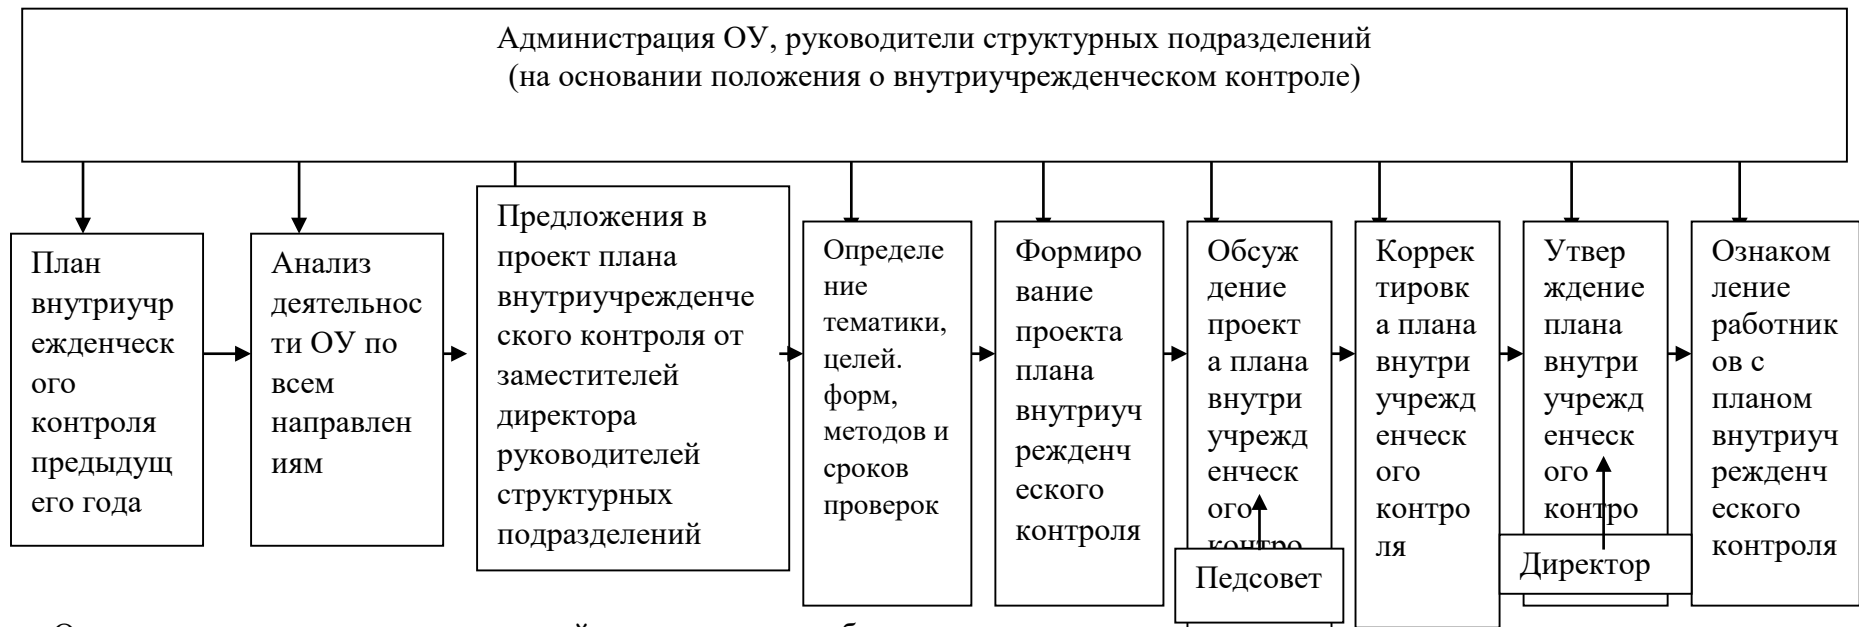 Администрация ОУ, руководители структурных подразделений
(на основании положения о внутриучрежденческом контроле)
План
внутриучр
ежденческ
ого
контроля
предыдущ
его года
Анализ
деятельнос
ти ОУ по
всем
направлен
иям
Предложения в
проект плана
внутриучрежденче
ского контроля от
заместителей
директора
руководителей
структурных
подразделений
Определе
ние
тематики,
целей.
форм,
методов и
сроков
проверок
Формиро
вание
проекта
плана
внутриуч
режденч
еского
контроля
Обсуж
дение
проект
а плана
внутри
учрежд
енческ
ого
контро
Педсовет
Коррек
тировк
а плана
внутри
учрежд
енческ
ого
контро
ля
Утвер
ждение
плана
внутри
учрежд
енческ
ого
контро
Директор
Ознаком
ление
работник
ов с
планом
внутриуч
режденч
еского
контроля